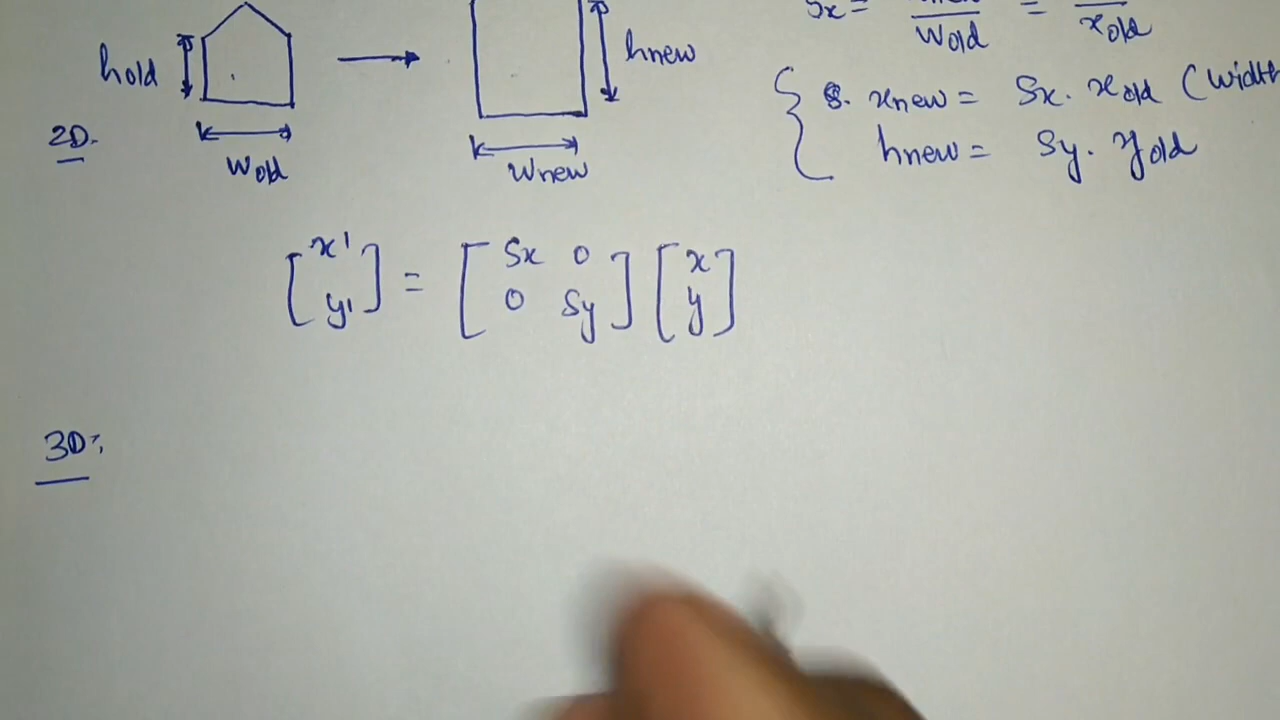 Sx = /Wold = /xold
hold
hnew
{ S. xnew = Sx. xold (Width
hnew = Sy. yold
2D.
Wold
Wnew
[x' y'] = [Sx 0 0 Sy] [x y]
3D: